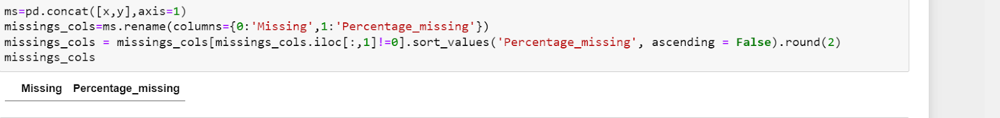 ms=pd.concat([x,y],axis=1)
missings_cols=ms.rename(columns={0:'Missing',1:'Percentage_missing'})
missings_cols = missings_cols[missings_cols.iloc[:,1]!=0].sort_values('Percentage_missing', ascending = False).round(2)
missings_cols
Missing Percentage_missing